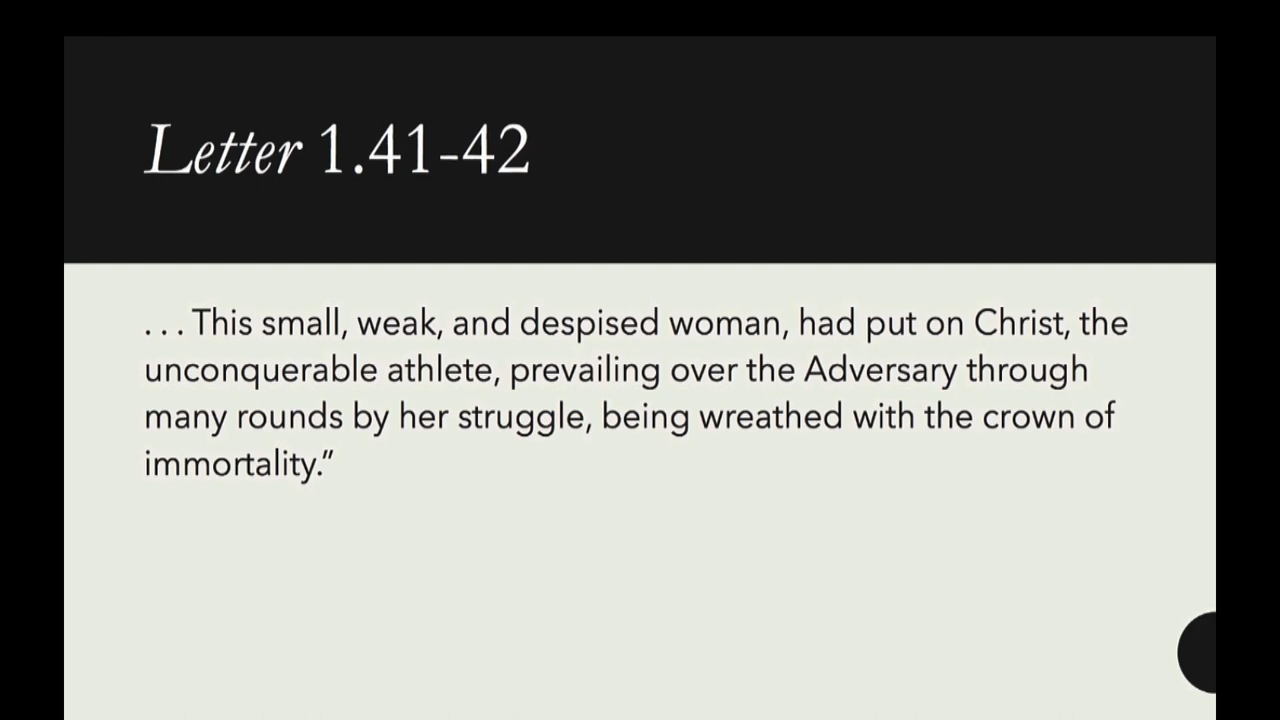 Letter 1.41-42
. . . This small, weak, and despised woman, had put on Christ, the
unconquerable athlete, prevailing over the Adversary through
many rounds by her struggle, being wreathed with the crown of
immortality.”